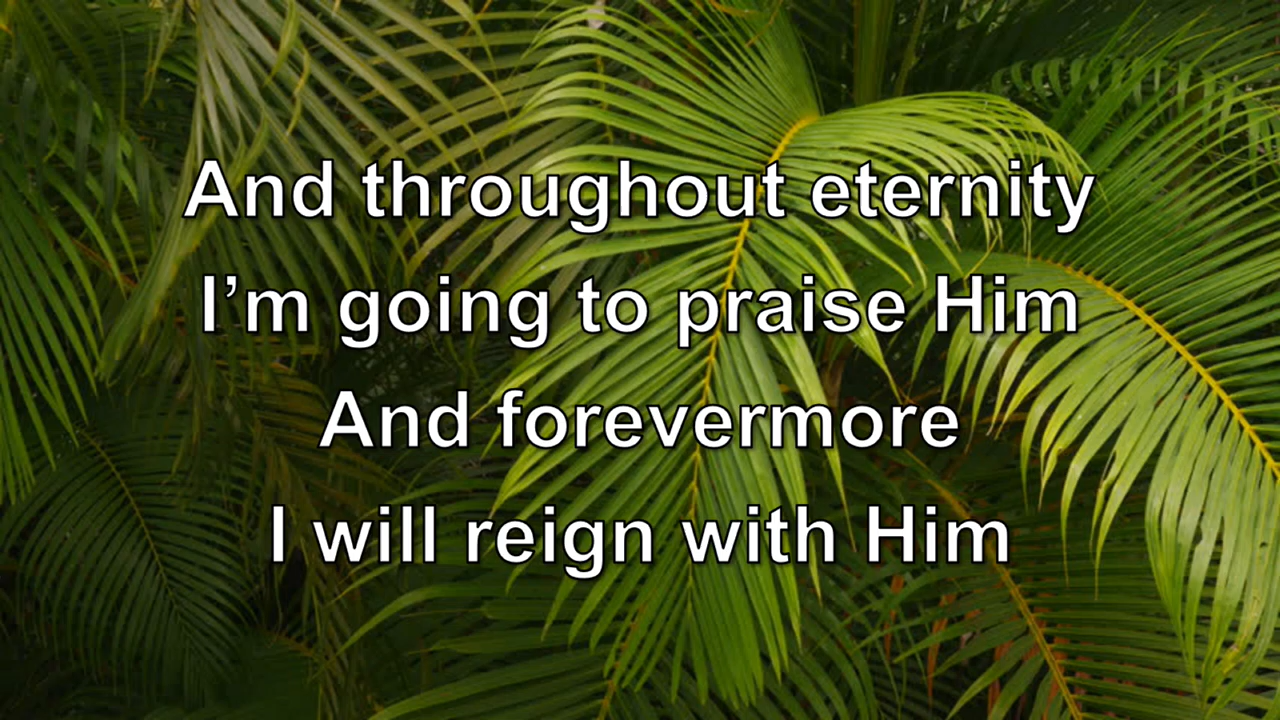 And throughout eternity
I’m going to praise Him
And forevermore
I will reign with Him